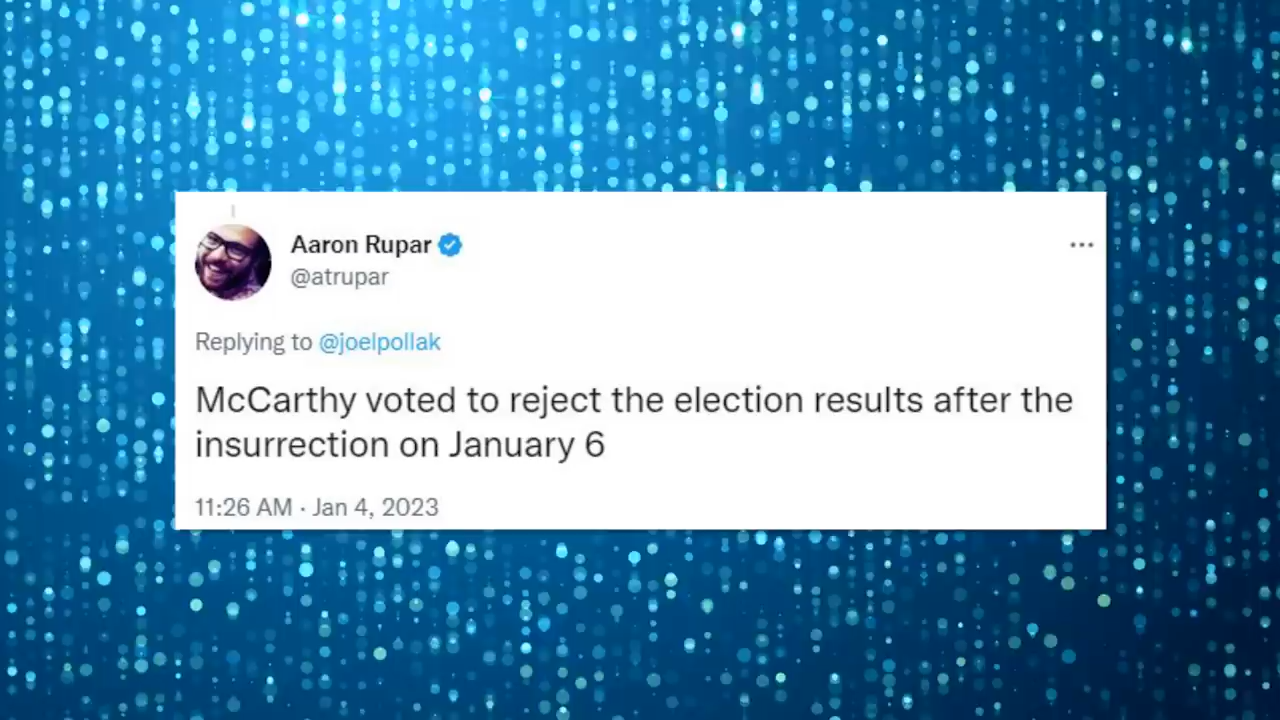 Aaron Rupar
@atrupar
Replying to @joelpollak
McCarthy voted to reject the election results after the
insurrection on January 6
11:26 AM · Jan 4, 2023